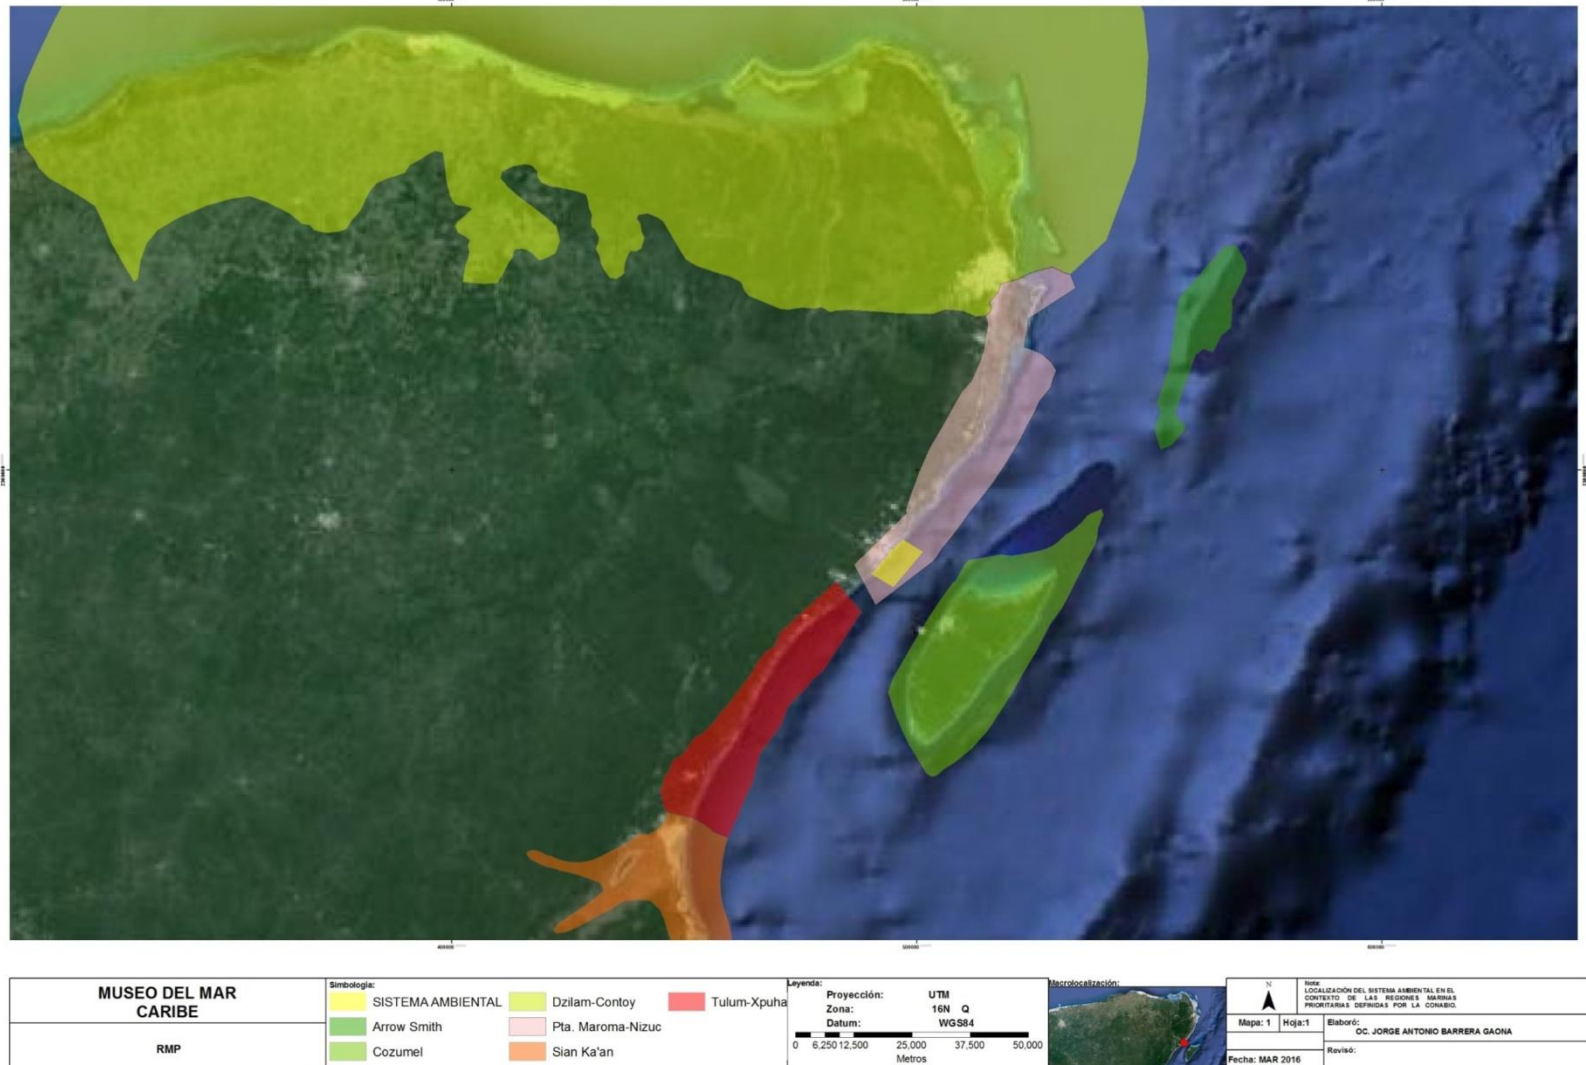 MUSEO DEL MAR
CARIBE
RMP
Simbología:
SISTEMA AMBIENTAL
Arrow Smith
Cozumel
Dzilam-Contoy
Pta. Maroma-Nizuc
Sian Ka'an
Tulum-Xpuha
Leyenda:
Proyección: UTM
Zona: 16N Q
Datum: WGS84
0 6,250 12,500 25,000 37,500 50,000
Metros
Macrolocalización:
N
Nota:
LOCALIZACIÓN DEL SISTEMA AMBIENTAL EN EL
CONTEXTO DE LAS REGIONES MARINAS
PRIORITARIAS DEFINIDAS POR LA CONABIO.
Mapa: 1 Hoja:1
Elaboró:
OC. JORGE ANTONIO BARRERA GAONA
Revisó:
Fecha: MAR 2016